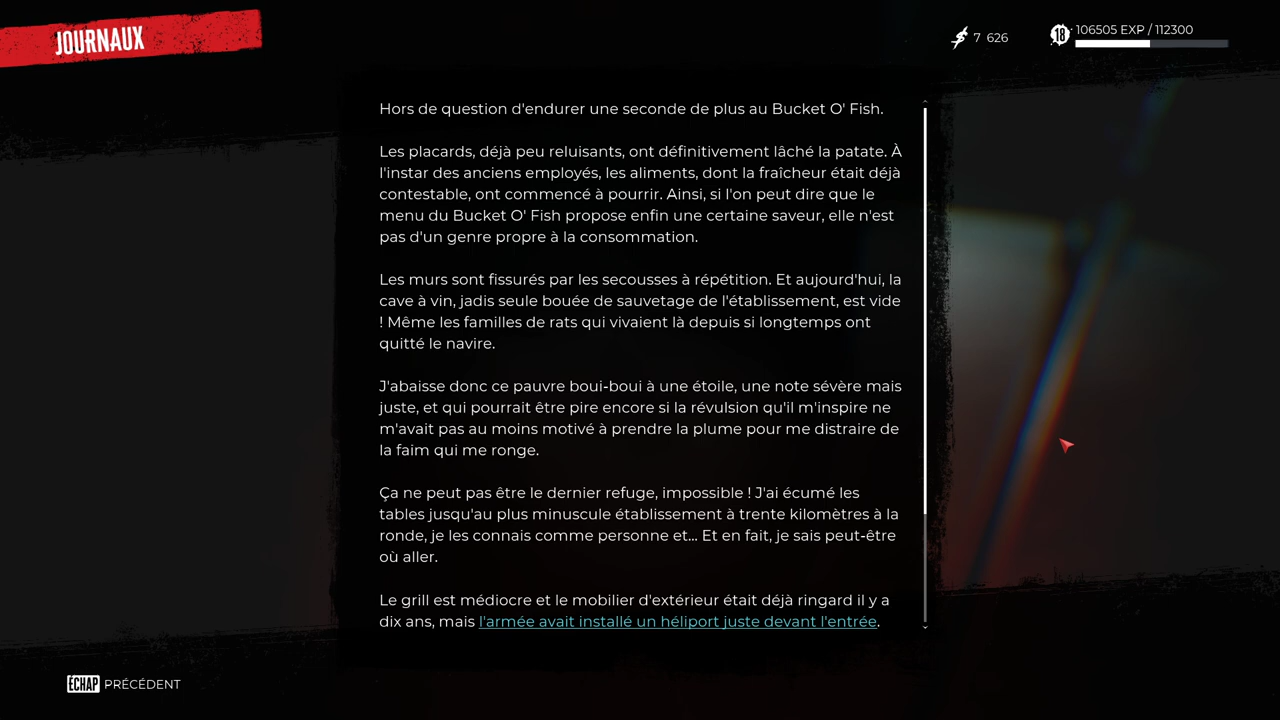 JOURNAUX
7 626
18
106505 EXP / 112300
Hors de question d'endurer une seconde de plus au Bucket O' Fish.
Les placards, déjà peu reluisants, ont définitivement lâché la patate. À
l'instar des anciens employés, les aliments, dont la fraîcheur était déjà
contestable, ont commencé à pourrir. Ainsi, si l'on peut dire que le
menu du Bucket O' Fish propose enfin une certaine saveur, elle n'est
pas d'un genre propre à la consommation.
Les murs sont fissurés par les secousses à répétition. Et aujourd'hui, la
cave à vin, jadis seule bouée de sauvetage de l'établissement, est vide
! Même les familles de rats qui vivaient là depuis si longtemps ont
quitté le navire.
J'abaisse donc ce pauvre boui-boui à une étoile, une note sévère mais
juste, et qui pourrait être pire encore si la révulsion qu'il m'inspire ne
m'avait pas au moins motivé à prendre la plume pour me distraire de
la faim qui me ronge.
Ça ne peut pas être le dernier refuge, impossible ! J'ai écumé les
tables jusqu'au plus minuscule établissement à trente kilomètres à la
ronde, je les connais comme personne et... Et en fait, je sais peut-être
où aller.
Le grill est médiocre et le mobilier d'extérieur était déjà ringard il y a
dix ans, mais l'armée avait installé un héliport juste devant l'entrée.
ÉCHAP PRÉCÉDENT